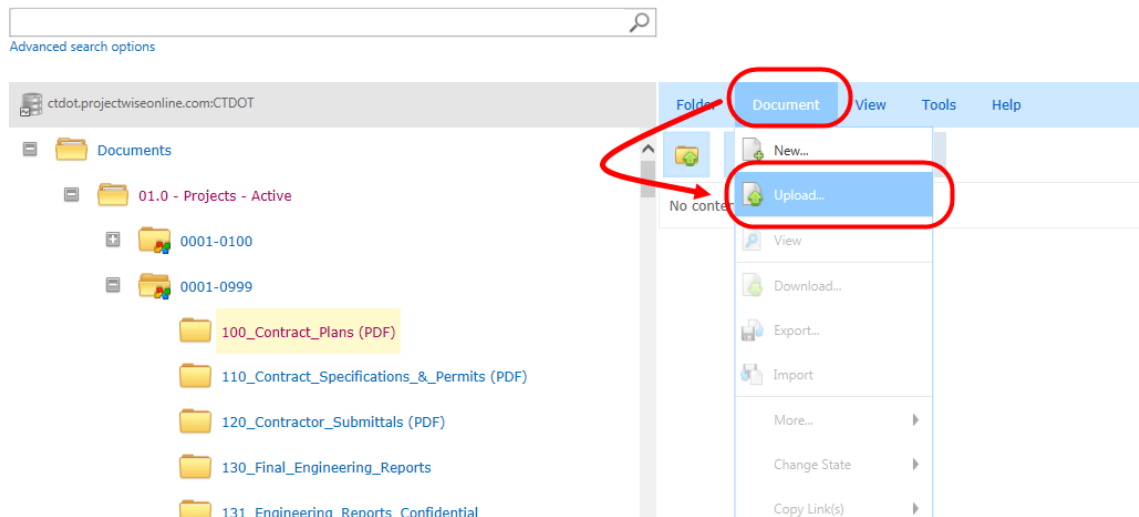 Advanced search options
ctdot.projectwiseonline.com:CTDOT
Folder Document View Tools Help
Documents
New...
01.0 - Projects - Active
Upload...
No conten
0001-0100
View
0001-0999
Download...
100_Contract_Plans (PDF)
Export...
110_Contract_Specifications_&_Permits (PDF)
Import
120_Contractor_Submittals (PDF)
More...
130_Final_Engineering_Reports
Change State
131_Engineering_Reports_Confidential
Copy Link(s)